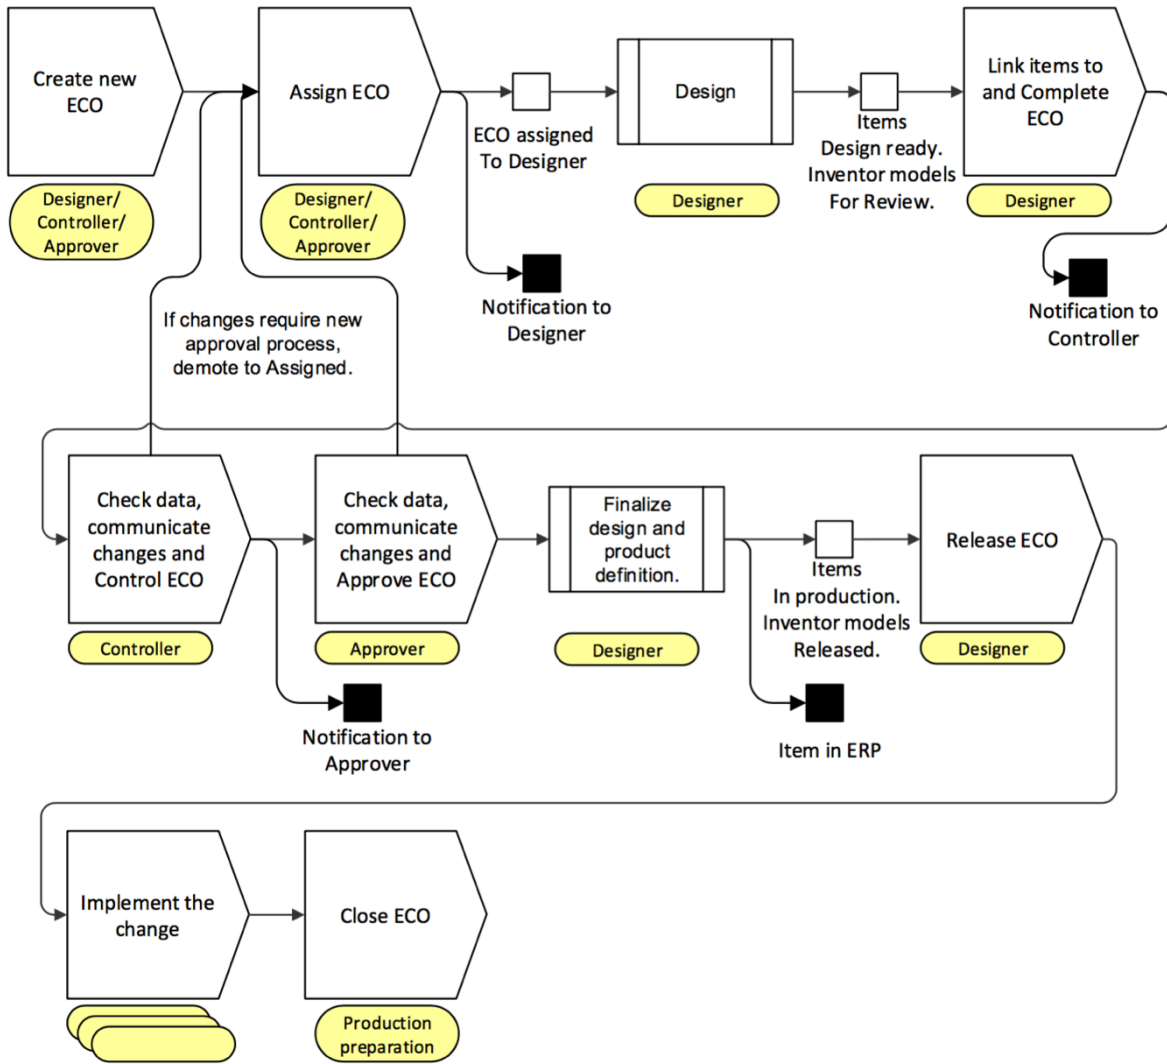 Create new
ECO
Designer/
Controller/
Approver
Assign ECO
Designer/
Controller/
Approver
ECO assigned
To Designer
Notification to
Designer
Design
Designer
Items
Design ready.
Inventor models
For Review.
Link items to
and Complete
ECO
Designer
Notification to
Controller
If changes require new
approval process,
demote to Assigned.
Check data,
communicate
changes and
Control ECO
Controller
Notification to
Approver
Check data,
communicate
changes and
Approve ECO
Approver
Finalize
design and
product
definition.
Designer
Items
In production.
Inventor models
Released.
Item in ERP
Release ECO
Designer
Implement the
change
Close ECO
Production
preparation